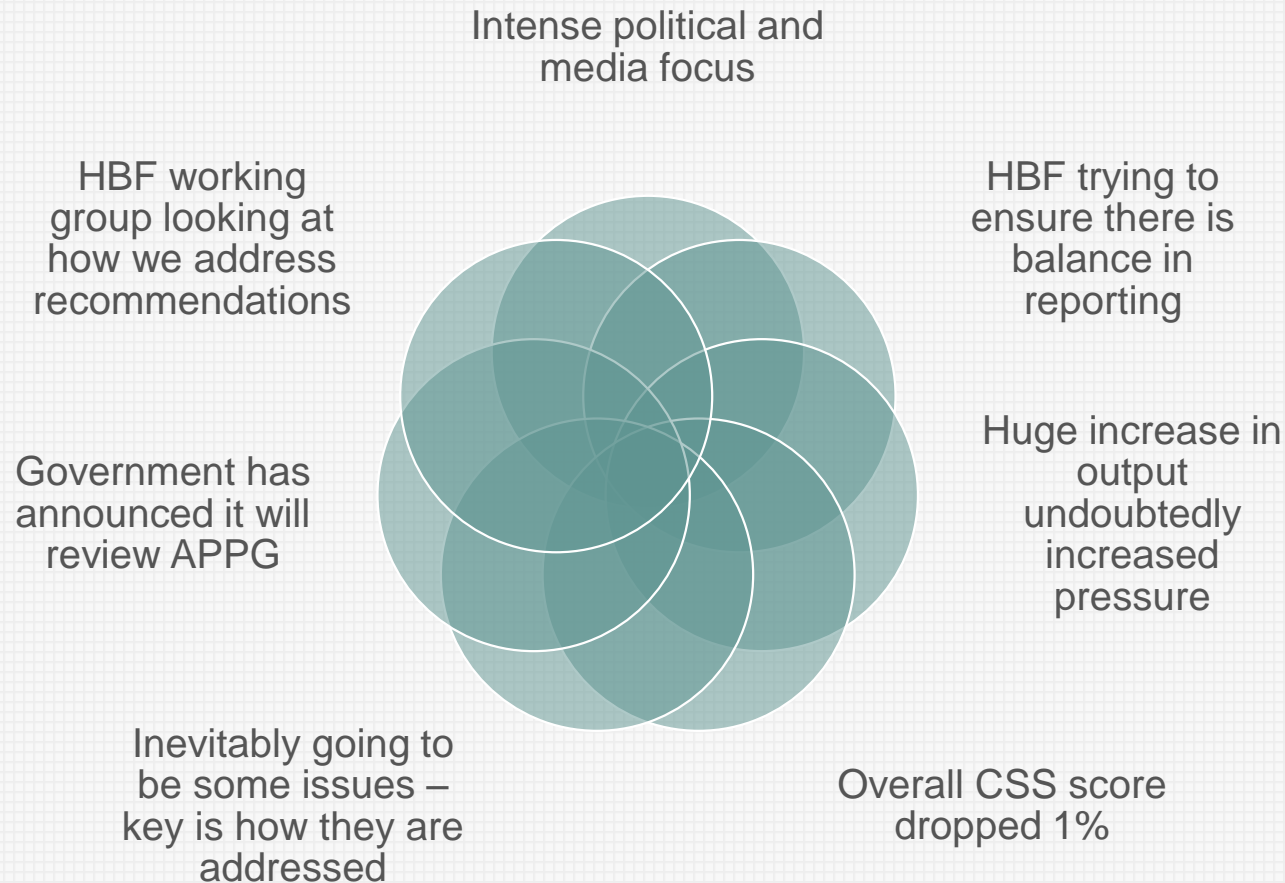 Intense political and
media focus
HBF working
group looking at
how we address
recommendations
HBF trying to
ensure there is
balance in
reporting
Government has
announced it will
review APPG
Huge increase in
output
undoubtedly
increased
pressure
Inevitably going to
be some issues –
key is how they are
addressed
Overall CSS score
dropped 1%